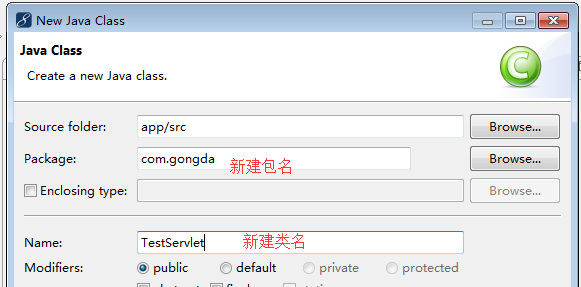 New Java Class
Java Class
Create a new Java class.
Source folder: app/src Browse...
Package: com.gongda 新建包名 Browse...
Enclosing type: Browse...
Name: TestServlet 新建类名
Modifiers: public default private protected